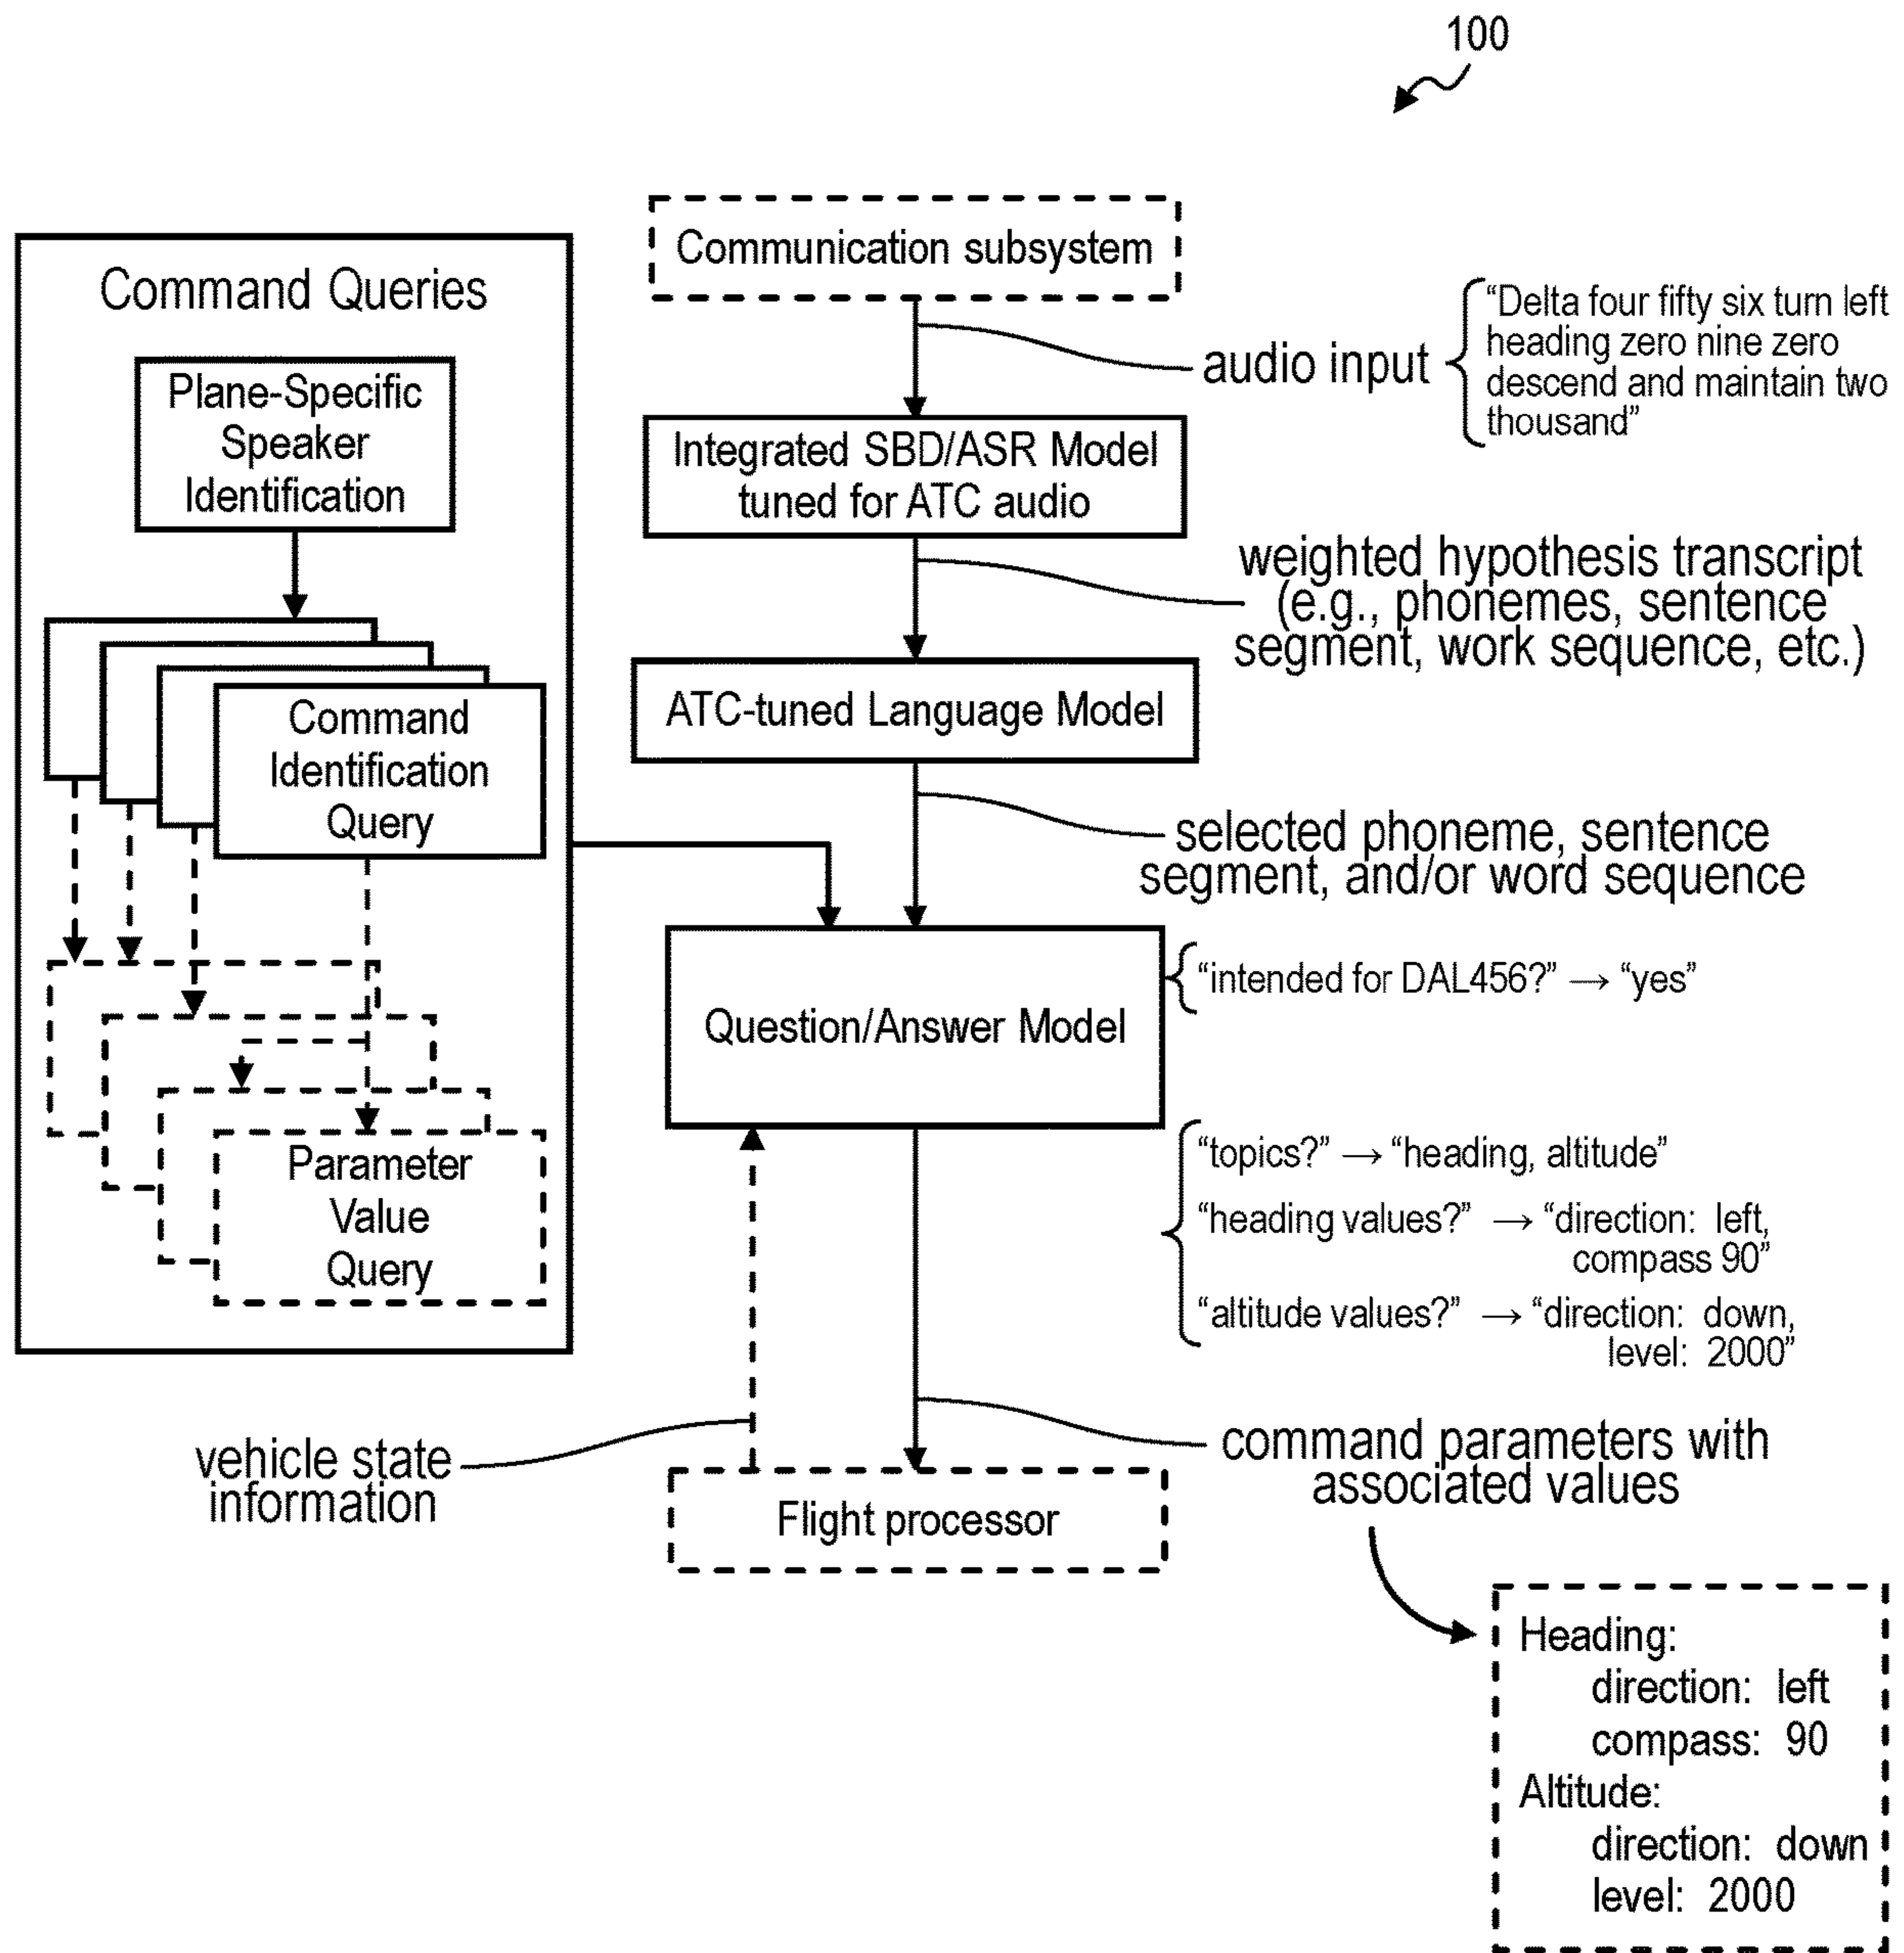 100
Communication subsystem
Command Queries
Plane-Specific
Speaker
Identification
Command
Identification
Query
Parameter
Value
Query
audio input
“Delta four fifty six turn left
heading zero nine zero
descend and maintain two
thousand”
Integrated SBD/ASR Model
tuned for ATC audio
weighted hypothesis transcript
(e.g., phonemes, sentence
segment, work sequence, etc.)
ATC-tuned Language Model
selected phoneme, sentence
segment, and/or word sequence
Question/Answer Model
“intended for DAL456?” → “yes”
“topics?” → “heading, altitude”
“heading values?” → “direction: left,
compass 90”
“altitude values?” → “direction: down,
level: 2000”
vehicle state
information
command parameters with
associated values
Flight processor
Heading:
direction: left
compass: 90
Altitude:
direction: down
level: 2000